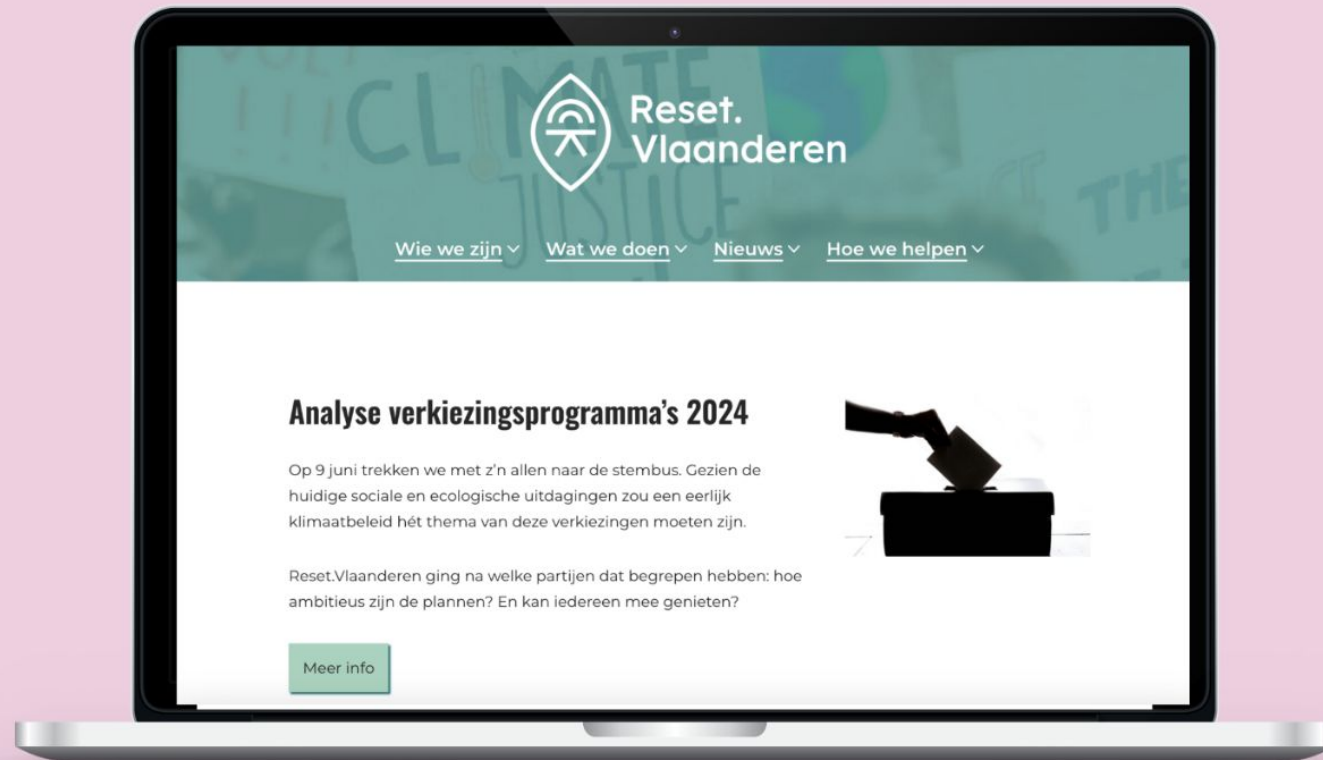 CLIMATE
JUSTICE
THE
Reset.
Vlaanderen
Wie we zijn Wat we doen Nieuws Hoe we helpen
Analyse verkiezingsprogramma’s 2024
Op 9 juni trekken we met z’n allen naar de stembus. Gezien de
huidige sociale en ecologische uitdagingen zou een eerlijk
klimaatbeleid hét thema van deze verkiezingen moeten zijn.
Reset.Vlaanderen ging na welke partijen dat begrepen hebben: hoe
ambitieus zijn de plannen? En kan iedereen mee genieten?
Meer info